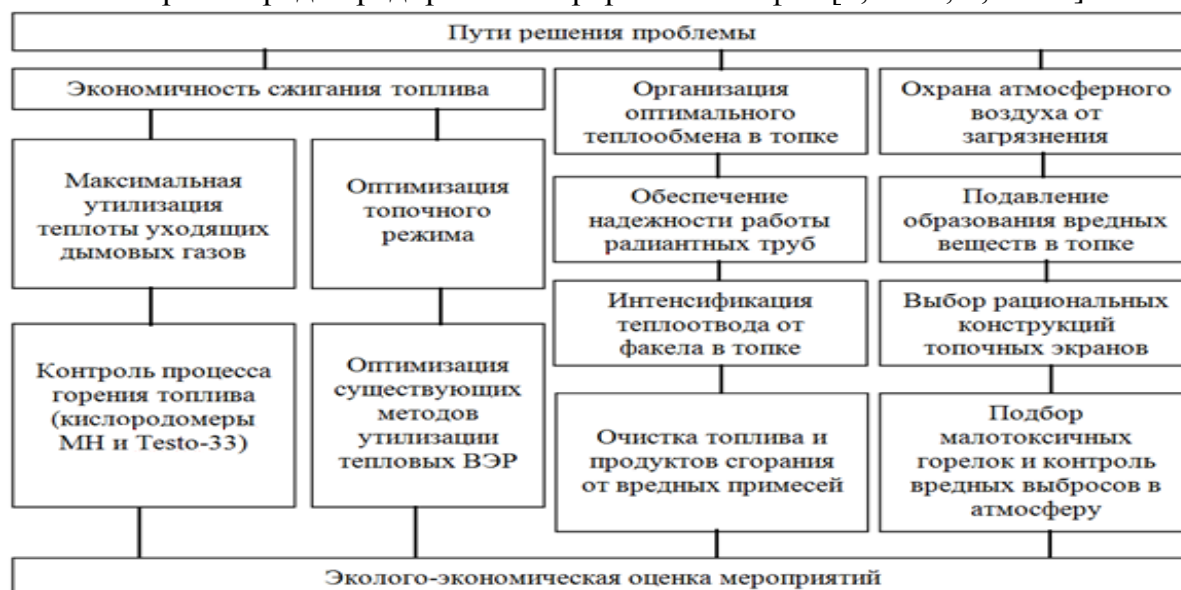 Пути решения проблемы
Экономичность сжигания топлива
Организация
оптимального
теплообмена в топке
Охрана атмосферного
воздуха от
загрязнения
Максимальная
утилизация
теплоты уходящих
дымовых газов
Оптимизация
топочного
режима
Обеспечение
надежности работы
радиантных труб
Подавление
образования вредных
веществ в топке
Интенсификация
теплоотвода от
факела в топке
Выбор рациональных
конструкций
топочных экранов
Контроль процесса
горения топлива
(кислородомеры
МН и Testo-33)
Оптимизация
существующих
методов
утилизации
тепловых ВЭР
Очистка топлива и
продуктов сгорания
от вредных примесей
Подбор
малотоксичных
горелок и контроль
вредных выбросов в
атмосферу
Эколого-экономическая оценка мероприятий